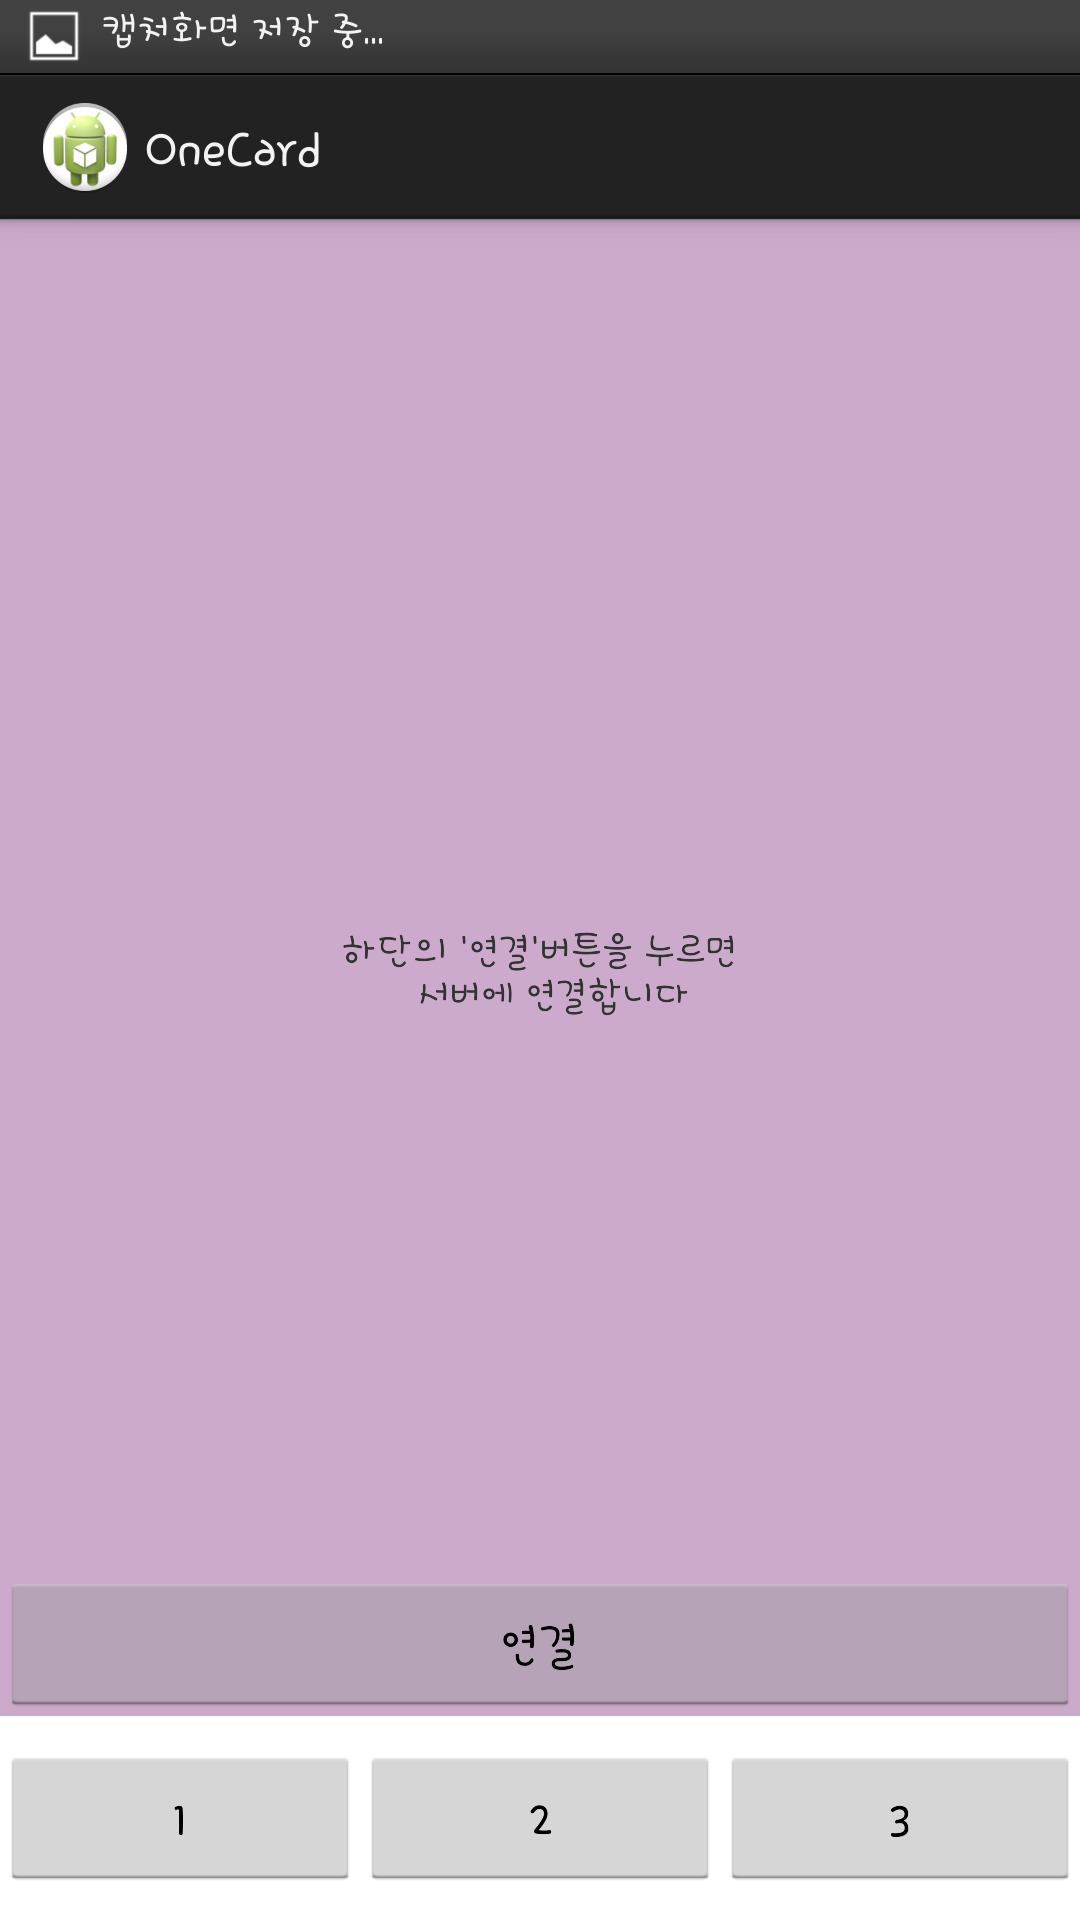 캡처화면 저장 중...
OneCard
하단의 '연결'버튼을 누르면
서버에 연결합니다
연결
1
2
3